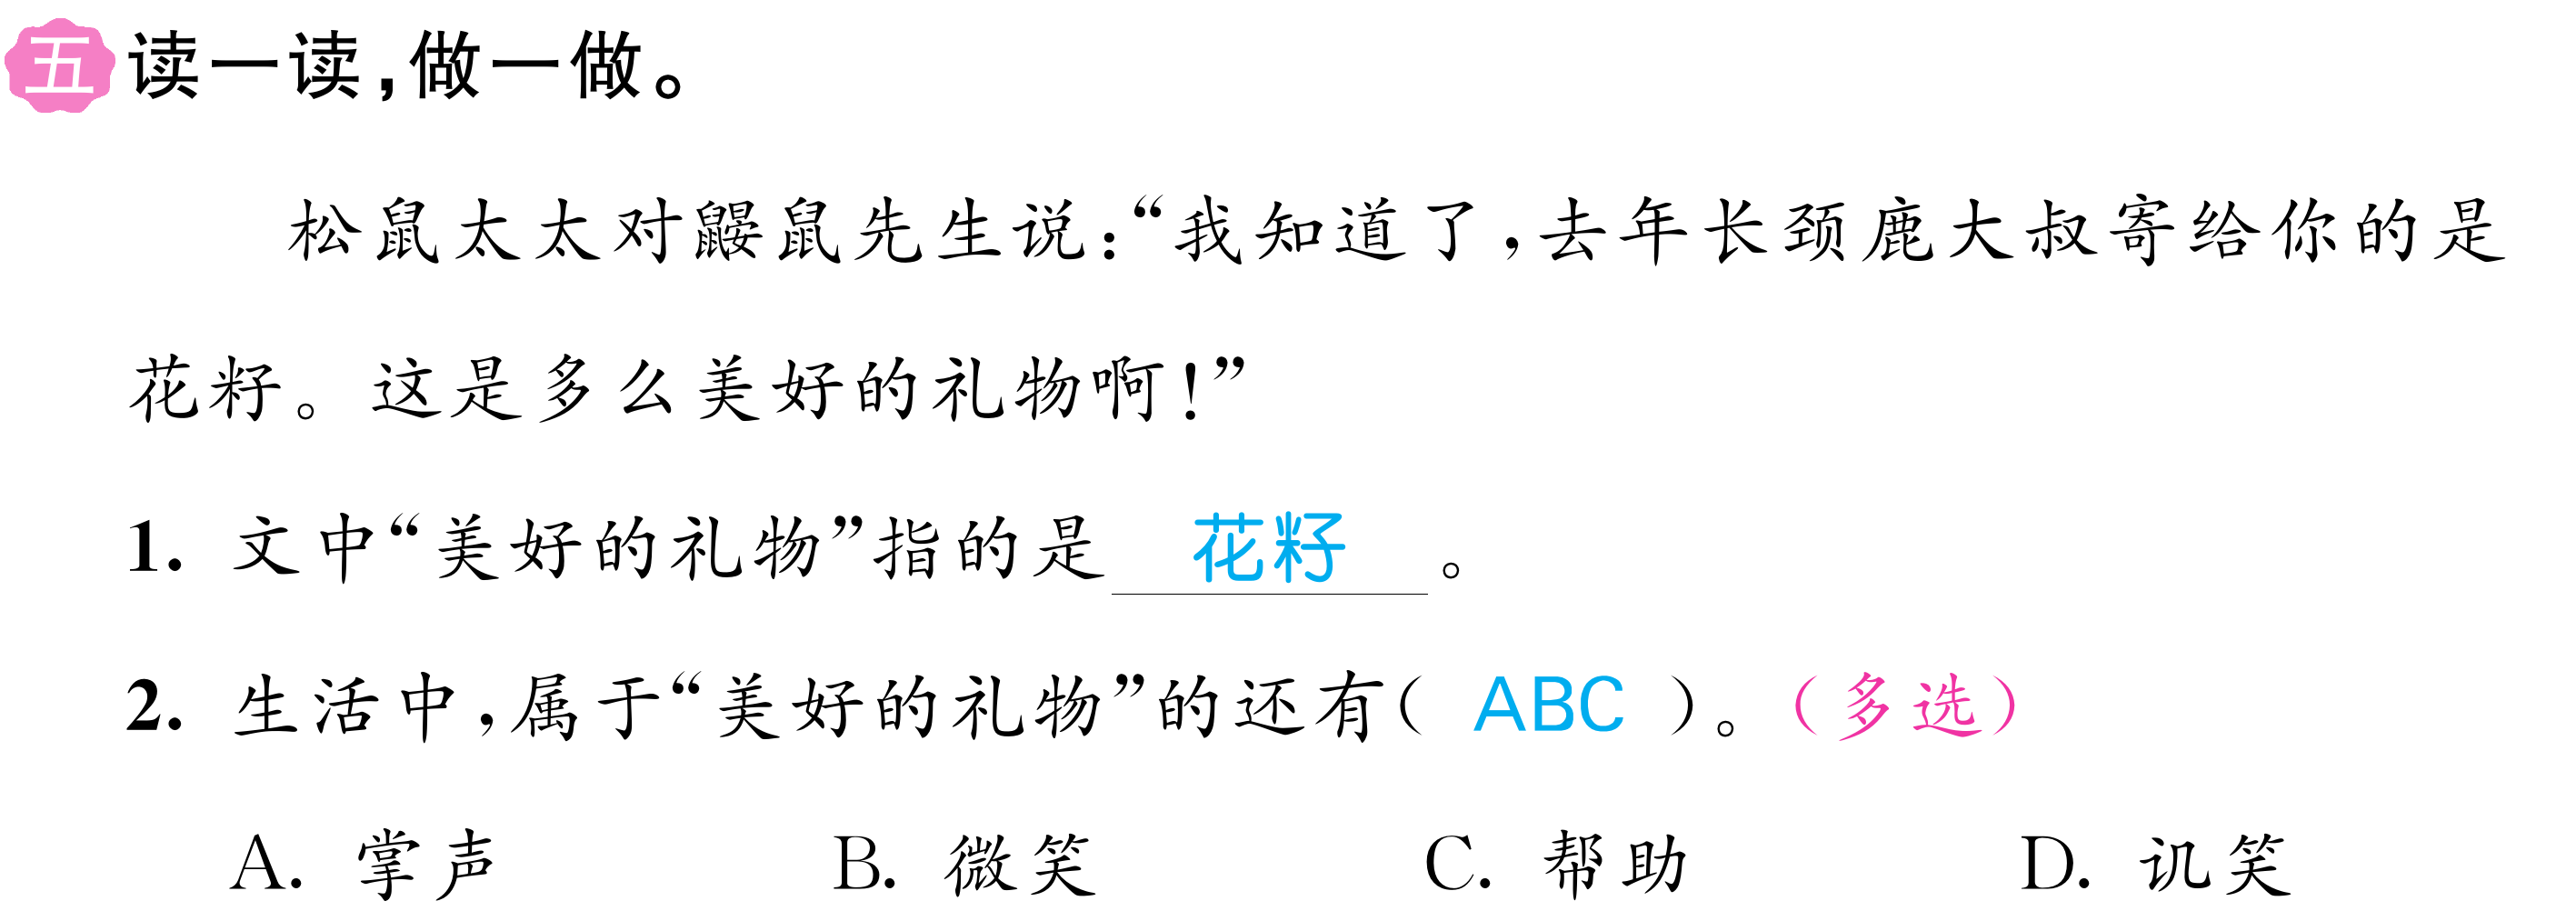 五 读一读,做一做。
松鼠太太对鼹鼠先生说:“我知道了,去年长颈鹿大叔寄给你的是
花籽。这是多么美好的礼物啊!”
1. 文中“美好的礼物”指的是 花籽 。
2. 生活中,属于“美好的礼物”的还有( ABC )。(多选)
A. 掌声 B. 微笑 C. 帮助 D. 讥笑